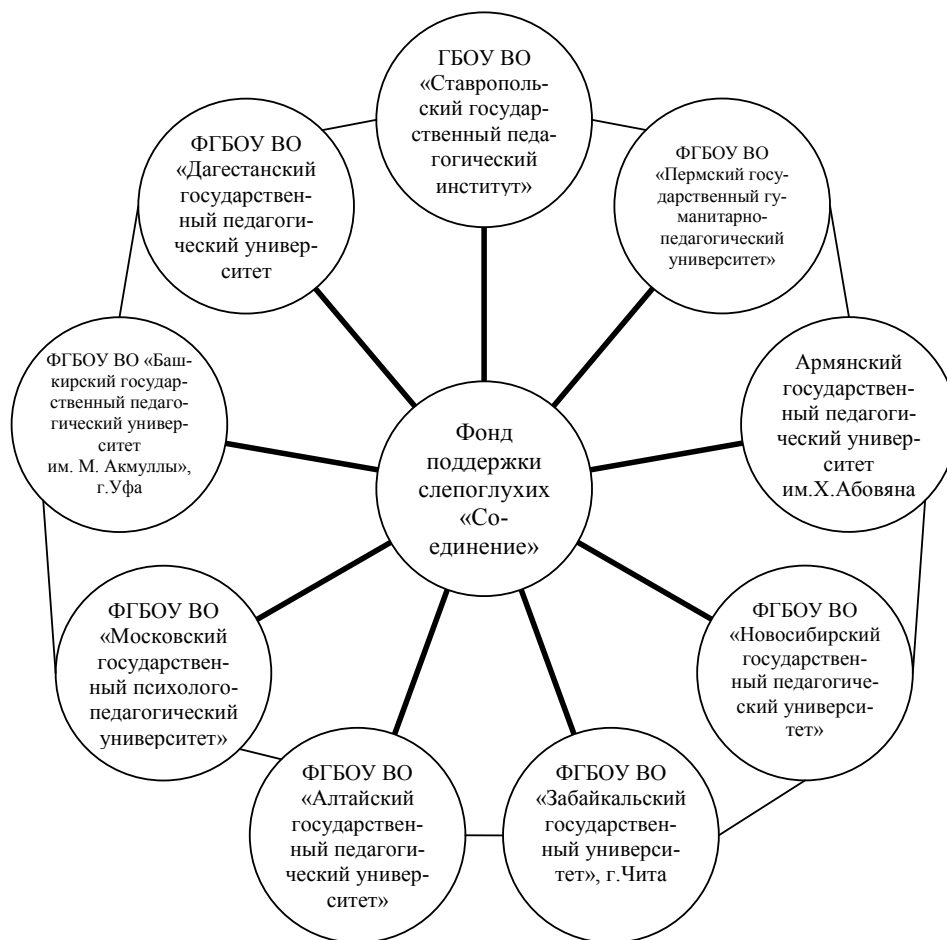 ГБОУ ВО
«Ставрополь-
ский государ-
ственный педа-
гогический
институт»
ФГБОУ ВО
«Пермский госу-
дарственный гу-
манитарно-
педагогический
университет»
Армянский
государствен-
ный педагоги-
ческий универ-
ситет
им.Х.Абовяна
ФГБОУ ВО
«Новосибирский
государствен-
ный педагогиче-
ский универси-
тет»
ФГБОУ ВО
«Забайкальский
государствен-
ный универси-
тет», г.Чита
ФГБОУ ВО
«Алтайский
государствен-
ный педагоги-
ческий универ-
ситет»
ФГБОУ ВО
«Московский
государствен-
ный психолого-
педагогический
университет»
ФГБОУ ВО «Баш-
кирский государ-
ственный педаго-
гический универ-
ситет
им. М. Акмуллы»,
г.Уфа
ФГБОУ ВО
«Дагестанский
государствен-
ный педагоги-
ческий универ-
ситет
Фонд
поддержки
слепоглухих
«Со-
единение»